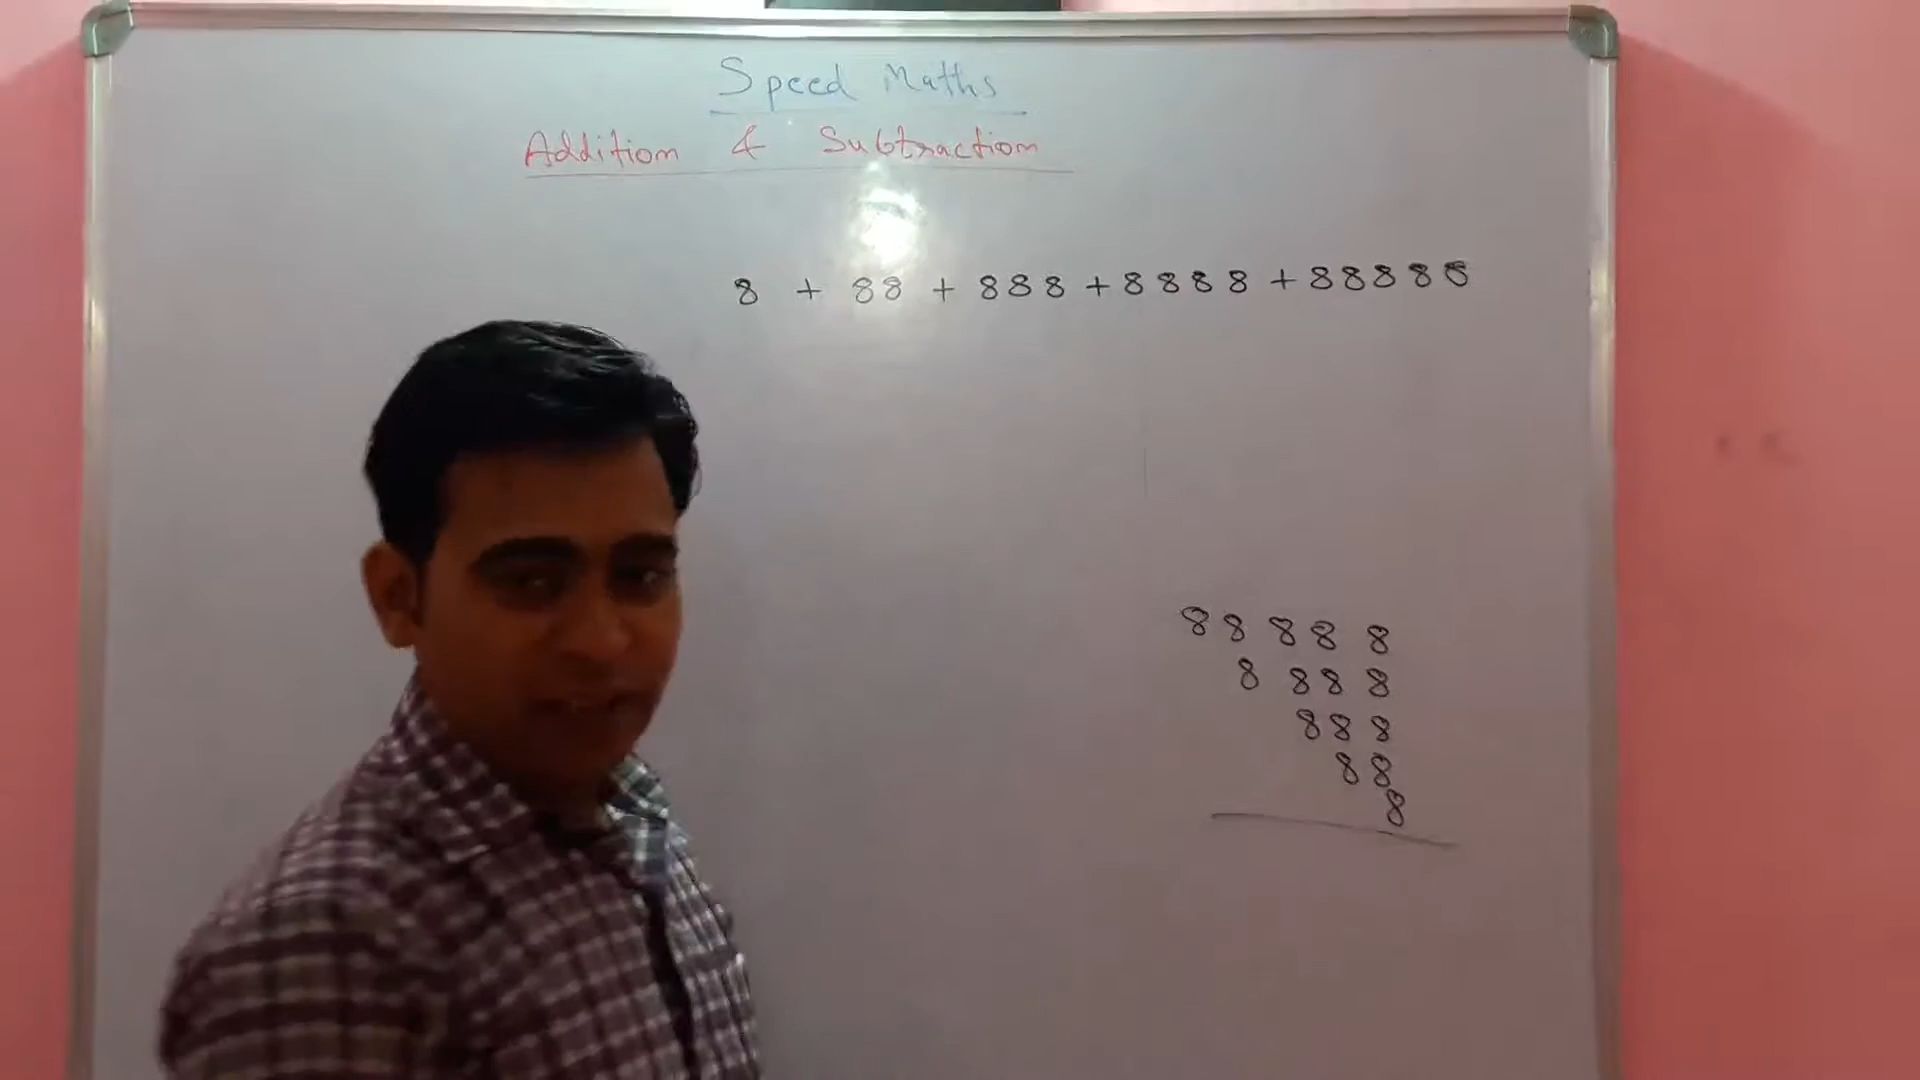 Speed Maths
Addition & Subtraction
8 + 88 + 888 + 8888 + 88888
88888
8888
888
88
8